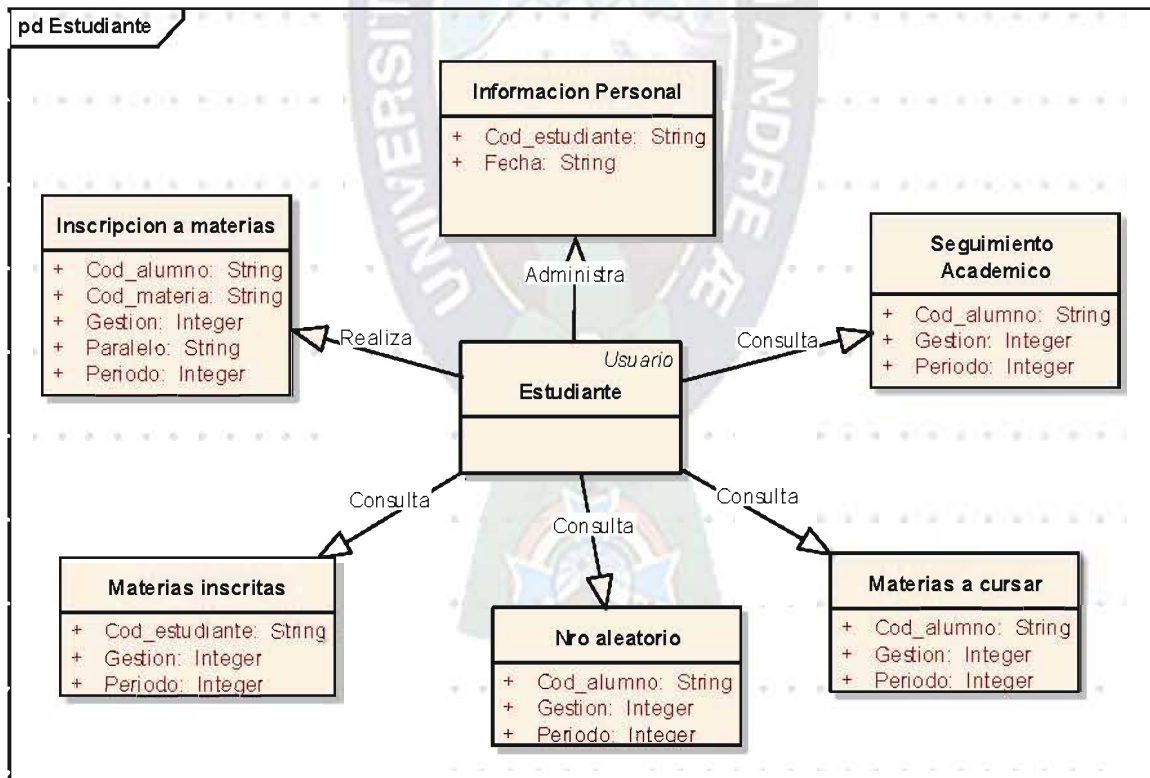 pd Estudiante
UNIVERSIT
ANDRE Æ
Informacion Personal
+ Cod_estudiante: String
+ Fecha: String
Inscripcion a materias
+ Cod_alumno: String
+ Cod_materia: String
+ Gestion: Integer
+ Paralelo: String
+ Periodo: Integer
Seguimiento
Academico
+ Cod_alumno: String
+ Gestion: Integer
+ Periodo: Integer
Administra
Realiza
Consulta
Usuario
Estudiante
Consulta
Consulta
Consulta
Materias inscritas
+ Cod_estudiante: String
+ Gestion: Integer
+ Periodo: Integer
Nro aleatorio
+ Cod_alumno: String
+ Gestion: Integer
+ Periodo: Integer
Materias a cursar
+ Cod_alumno: String
+ Gestion: Integer
+ Periodo: Integer